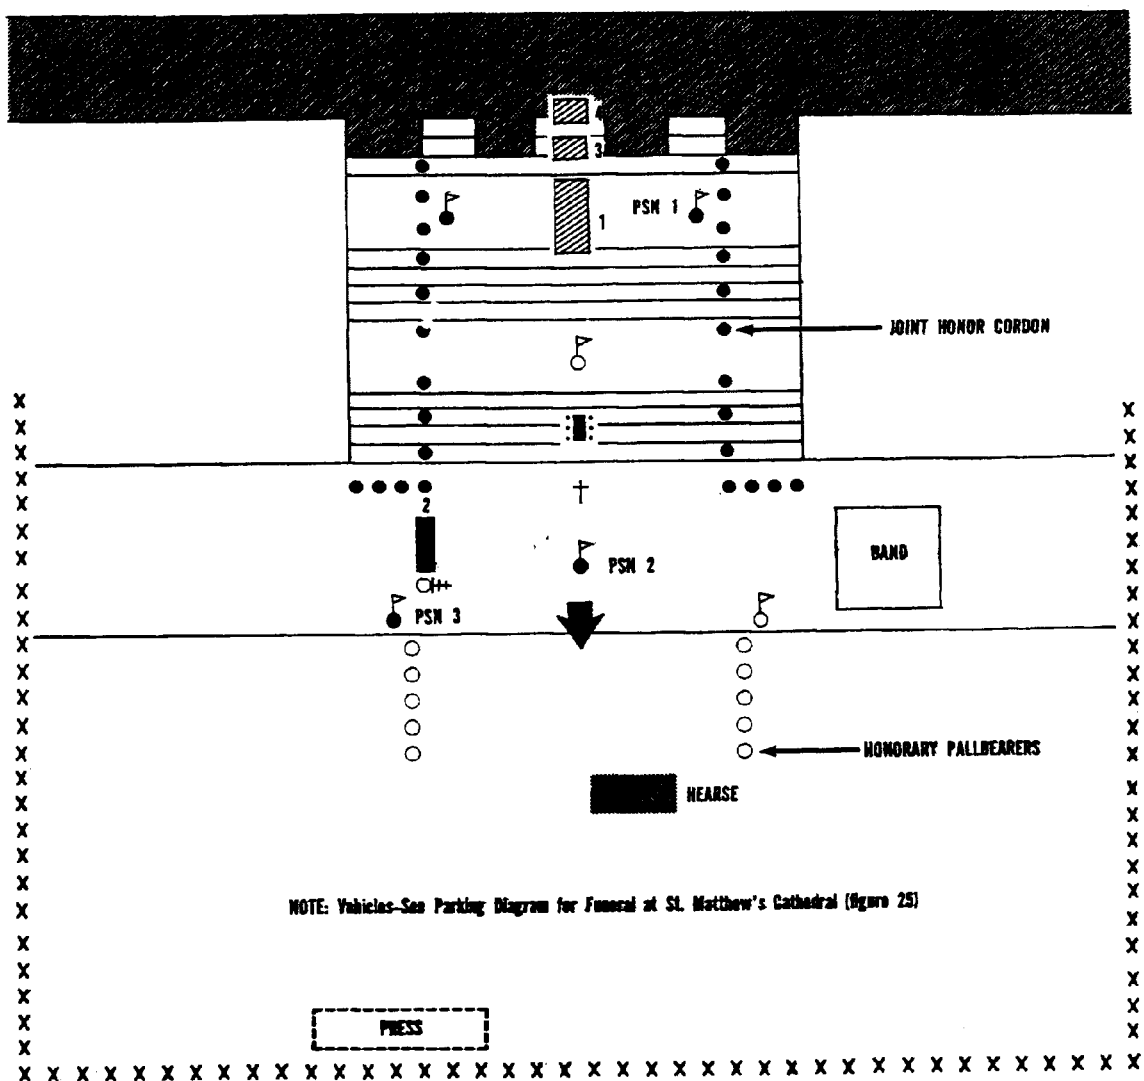 3
PSN 1
1
JOINT HONOR CORDON
2
BAND
PSN 2
PSN 3
HONORARY PALLBEARERS
HEARSE
NOTE: Vehicles-See Parking Diagram for Funeral at St. Matthew's Cathedral (figure 25)
PRESS